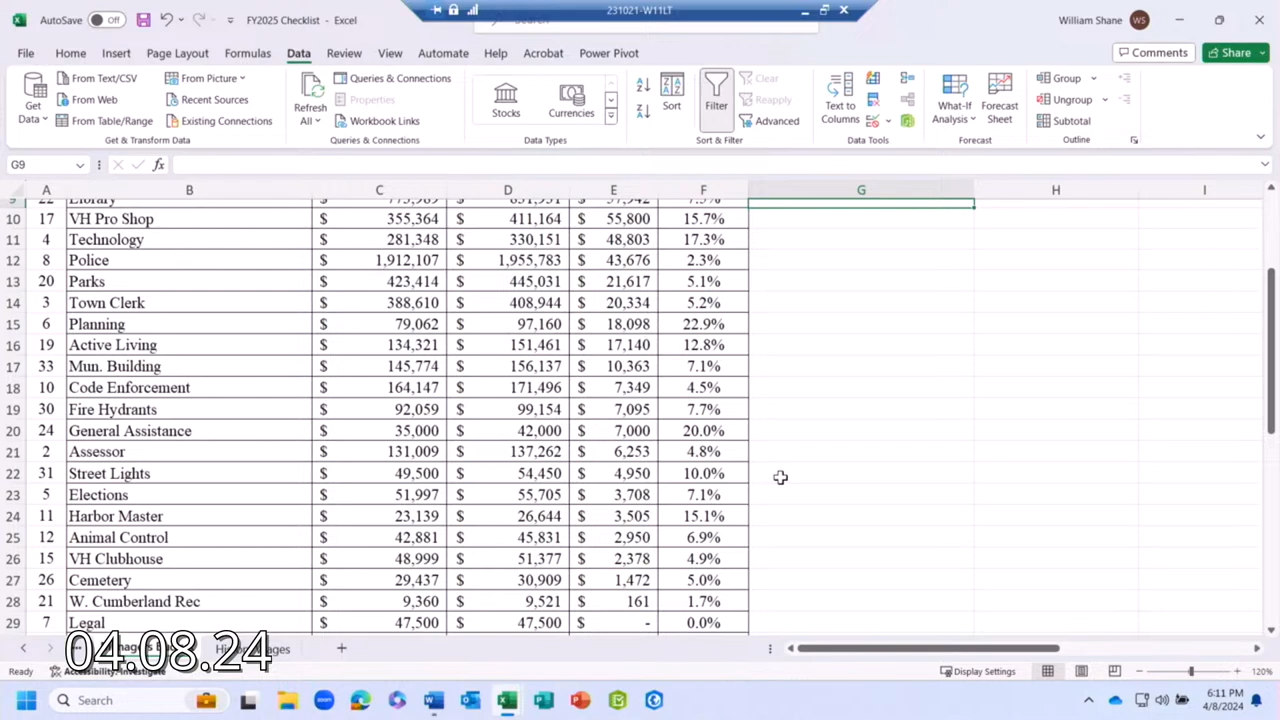 AutoSave Off FY2025 Checklist - Excel 231021-W11LT William Shane WS
File Home Insert Page Layout Formulas Data Review View Automate Help Acrobat Power Pivot Comments Share
From Text/CSV From Picture Queries & Connections Clear Group
Get Data From Web Recent Sources Refresh All Properties Stocks Currencies Sort Filter Reapply Text to Columns What-If Analysis Forecast Sheet Ungroup
From Table/Range Existing Connections Workbook Links Advanced Subtotal
Get & Transform Data Queries & Connections Data Types Sort & Filter Data Tools Forecast Outline
G9 fx
A B C D E F G H I
10 17 VH Pro Shop $ 355,364 $ 411,164 $ 55,800 15.7%
11 4 Technology $ 281,348 $ 330,151 $ 48,803 17.3%
12 8 Police $ 1,912,107 $ 1,955,783 $ 43,676 2.3%
13 20 Parks $ 423,414 $ 445,031 $ 21,617 5.1%
14 3 Town Clerk $ 388,610 $ 408,944 $ 20,334 5.2%
15 6 Planning $ 79,062 $ 97,160 $ 18,098 22.9%
16 19 Active Living $ 134,321 $ 151,461 $ 17,140 12.8%
17 33 Mun. Building $ 145,774 $ 156,137 $ 10,363 7.1%
18 10 Code Enforcement $ 164,147 $ 171,496 $ 7,349 4.5%
19 30 Fire Hydrants $ 92,059 $ 99,154 $ 7,095 7.7%
20 24 General Assistance $ 35,000 $ 42,000 $ 7,000 20.0%
21 2 Assessor $ 131,009 $ 137,262 $ 6,253 4.8%
22 31 Street Lights $ 49,500 $ 54,450 $ 4,950 10.0%
23 5 Elections $ 51,997 $ 55,705 $ 3,708 7.1%
24 11 Harbor Master $ 23,139 $ 26,644 $ 3,505 15.1%
25 12 Animal Control $ 42,881 $ 45,831 $ 2,950 6.9%
26 15 VH Clubhouse $ 48,999 $ 51,377 $ 2,378 4.9%
27 26 Cemetery $ 29,437 $ 30,909 $ 1,472 5.0%
28 21 W. Cumberland Rec $ 9,360 $ 9,521 $ 161 1.7%
29 7 Legal $ 47,500 $ 47,500 $ - 0.0%
04.08.24
Ready Accessibility: Investigate Display Settings 120%
Search 6:11 PM
4/8/2024